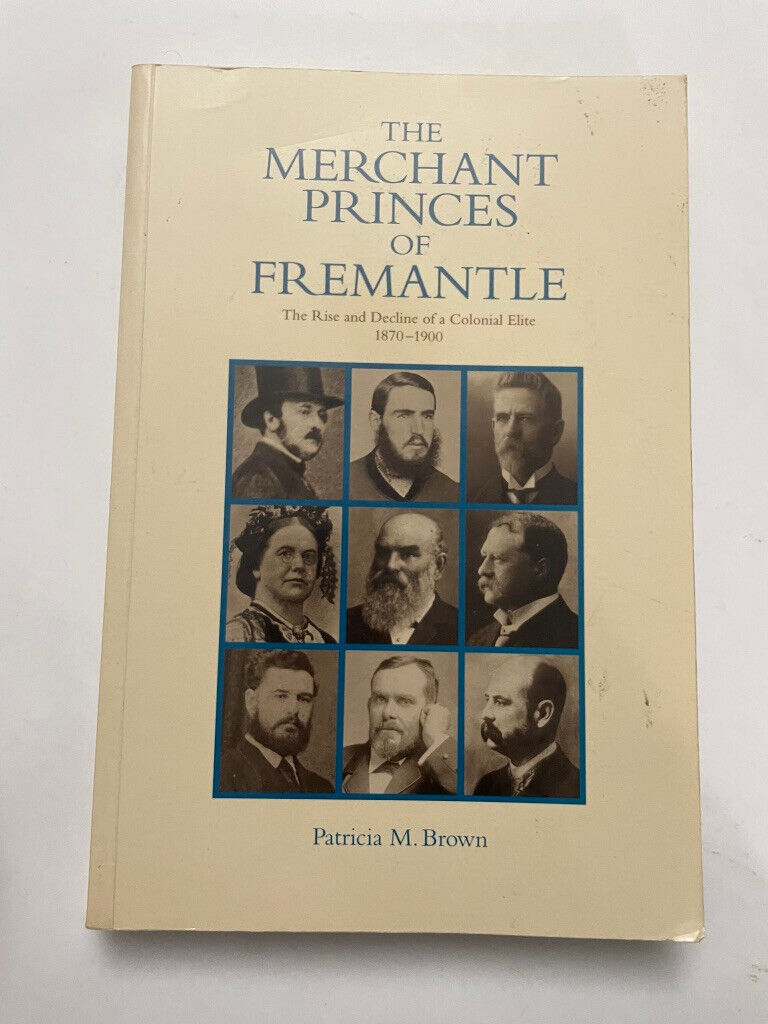 THE
MERCHANT
PRINCES
OF
FREMANTLE
The Rise and Decline of a Colonial Elite
1870–1900
Patricia M. Brown